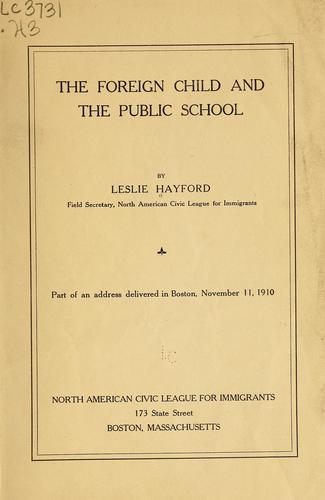 LC3731
.H3
THE FOREIGN CHILD AND
THE PUBLIC SCHOOL
BY
LESLIE HAYFORD
Field Secretary, North American Civic League for Immigrants
Part of an address delivered in Boston, November 11, 1910
LC
NORTH AMERICAN CIVIC LEAGUE FOR IMMIGRANTS
173 State Street
BOSTON, MASSACHUSETTS